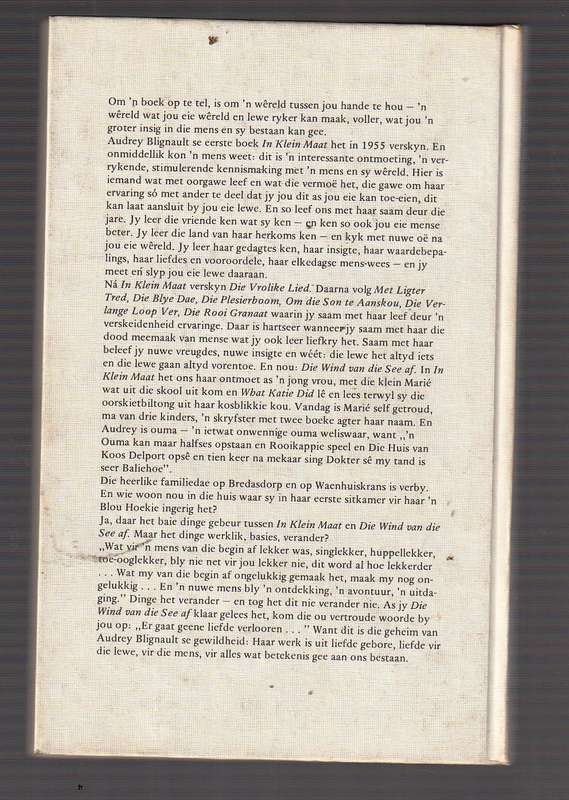 Om 'n boek op te tel, is om 'n wêreld tussen jou hande te hou — 'n
wêreld wat jou eie wêreld en lewe ryker kan maak, voller, wat jou 'n
groter insig in die mens en sy bestaan kan gee.
Audrey Blignault se eerste boek In Klein Maat het in 1955 verskyn. En
onmiddellik kon 'n mens weet: dit is 'n interessante ontmoeting, 'n ver-
rykende, stimulerende kennismaking met 'n mens en sy wêreld. Hier is
iemand wat met oorgawe leef en wat die vermoë het, die gawe om haar
ervaring só met ander te deel dat jy jou dit as jou eie kan toe-eien, dit
kan laat aansluit by jou eie lewe. En so leef ons met haar saam deur die
jare. Jy leer die vriende ken wat sy ken — en ken so ook jou eie mense
beter. Jy leer die land van haar herkoms ken — en kyk met nuwe oë na
jou eie wêreld. Jy leer haar gedagtes ken, haar insigte, haar waardebepa-
lings, haar liefdes en vooroordele, haar elkedagse mens-wees — en jy
meet en slyp jou eie lewe daaraan.
Ná In Klein Maat verskyn Die Vrolike Lied. Daarna volg Met Ligter
Tred, Die Blye Dae, Die Plesierboom, Om die Son te Aanskou, Die Ver-
lange Loop Ver, Die Rooi Granaat waarin jy saam met haar leef deur 'n
verskeidenheid ervaringe. Daar is hartseer wanneer jy saam met haar die
dood meemaak van mense wat jy ook leer liefkry het. Saam met haar
beleef jy nuwe vreugdes, nuwe insigte en wéét: die lewe het altyd iets
en die lewe gaan altyd vorentoe. En nou: Die Wind van die See af. In In
Klein Maat het ons haar ontmoet as 'n jong vrou, met die klein Marié
wat uit die skool uit kom en What Katie Did lê en lees terwyl sy die
oorskietbiltong uit haar kosblikkie kou. Vandag is Marié self getroud,
ma van drie kinders, 'n skryfster met twee boeke agter haar naam. En
Audrey is ouma — 'n ietwat onwennige ouma weliswaar, want „'n
Ouma kan maar halfses opstaan en Rooikappie speel en Die Huis van
Koos Delport opsê en tien keer na mekaar sing Dokter sê my tand is
seer Baliehoe”.
Die heerlike familiedae op Bredasdorp en op Waenhuiskrans is verby.
En wie woon nou in die huis waar sy in haar eerste sitkamer vir haar 'n
Blou Hoekie ingerig het?
Ja, daar het baie dinge gebeur tussen In Klein Maat en Die Wind van die
See af. Maar het dinge werklik, basies, verander?
„Wat vir 'n mens van die begin af lekker was, singlekker, huppellekker,
toe-ooglekker, bly nie net vir jou lekker nie, dit word al hoe lekkerder
. . . Wat my van die begin af ongelukkig gemaak het, maak my nog on-
gelukkig . . . En 'n nuwe mens bly 'n ontdekking, 'n avontuur, 'n uitda-
ging.” Dinge het verander — en tog het dit nie verander nie. As jy Die
Wind van die See af klaar gelees het, kom die ou vertroude woorde by
jou op: „Er gaat geene liefde verlooren . . . ” Want dit is die geheim van
Audrey Blignault se gewildheid: Haar werk is uit liefde gebore, liefde vir
die lewe, vir die mens, vir alles wat betekenis gee aan ons bestaan.